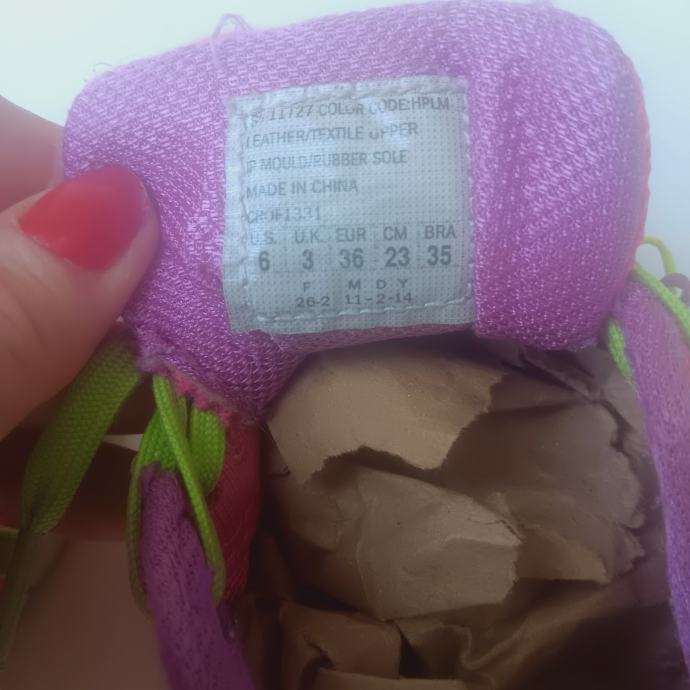 11/27 COLOR CODE:HPLM
LEATHER/TEXTILE UPPER
IP MOULD/RUBBER SOLE
MADE IN CHINA
U.S. U.K. EUR CM BRA
6 3 36 23 35
F M D Y
26-2 11-2-14